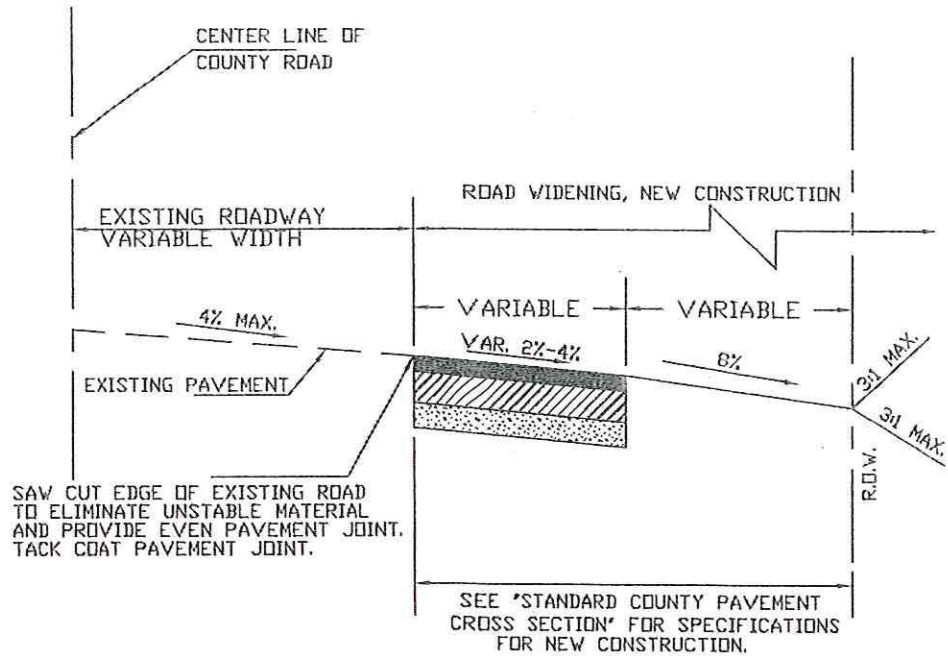 CENTER LINE OF
COUNTY ROAD
ROAD WIDENING, NEW CONSTRUCTION
EXISTING ROADWAY
VARIABLE WIDTH
VARIABLE
VARIABLE
4% MAX.
VAR. 2%-4%
8%
EXISTING PAVEMENT
3:1 MAX.
3:1 MAX.
R.O.W.
SAW CUT EDGE OF EXISTING ROAD
TO ELIMINATE UNSTABLE MATERIAL
AND PROVIDE EVEN PAVEMENT JOINT.
TACK COAT PAVEMENT JOINT.
SEE "STANDARD COUNTY PAVEMENT
CROSS SECTION" FOR SPECIFICATIONS
FOR NEW CONSTRUCTION.